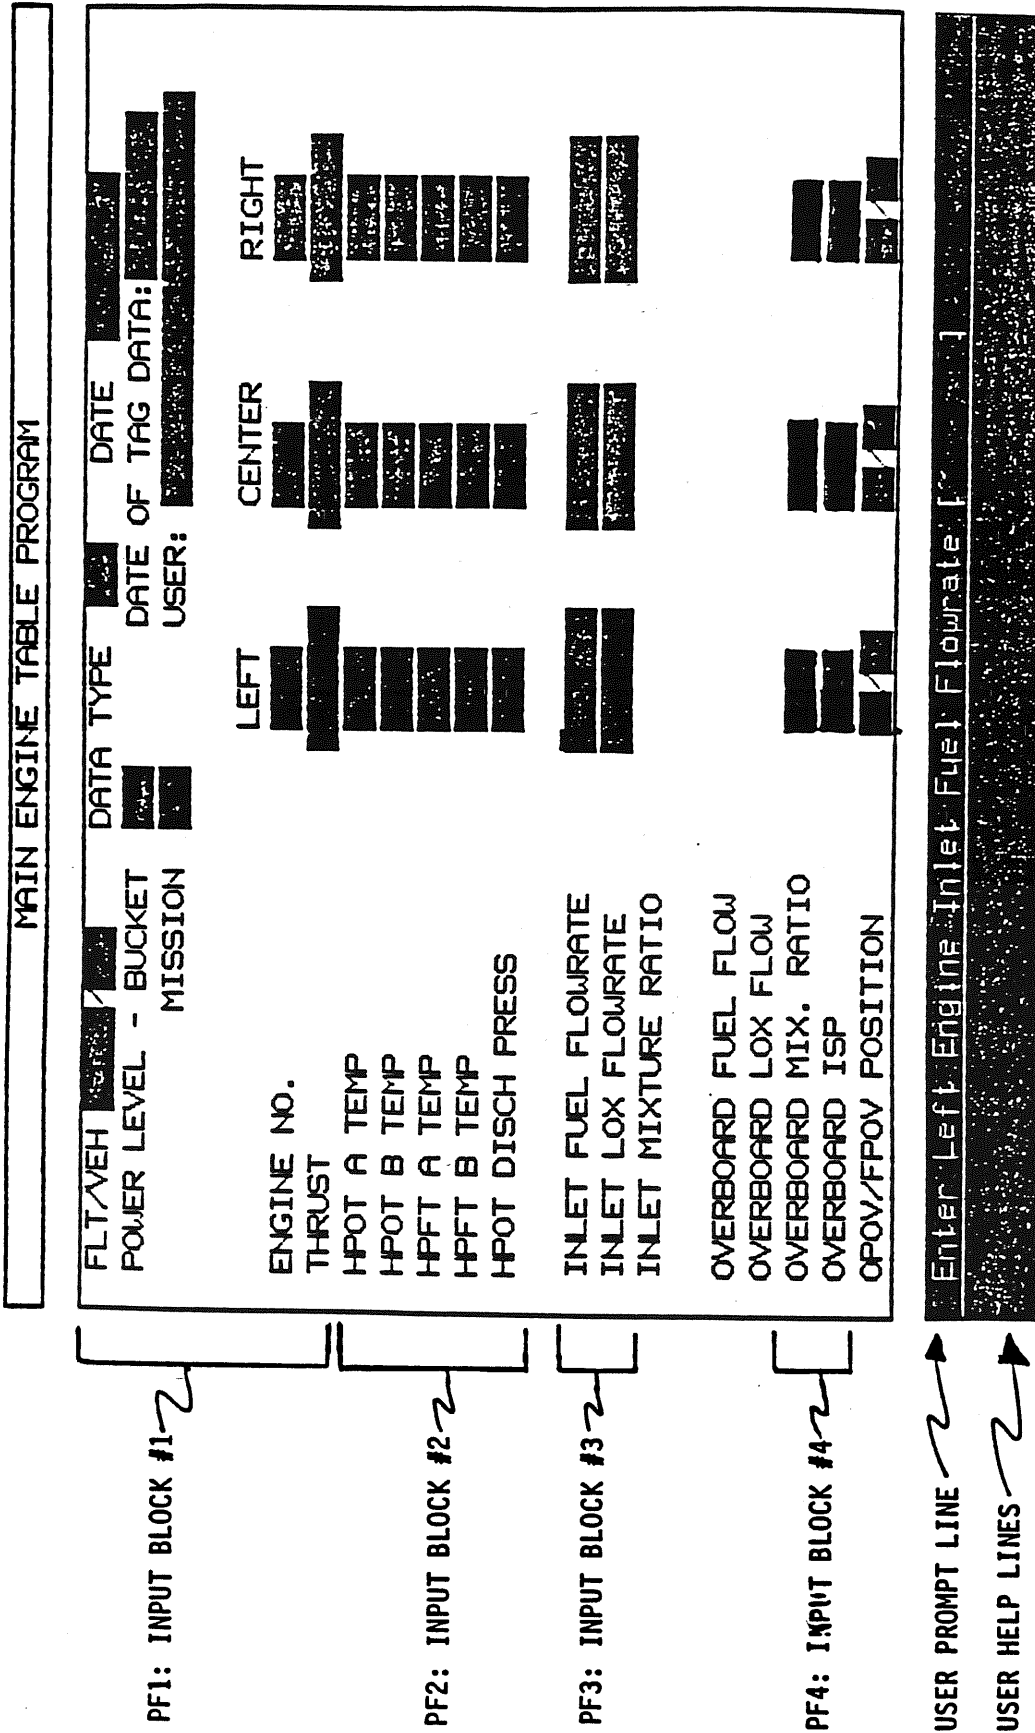 MAIN ENGINE TABLE PROGRAM
FLT/VEH / DATA TYPE DATE
POWER LEVEL - BUCKET DATE OF TAG DATA:
MISSION USER:
LEFT CENTER RIGHT
ENGINE NO.
THRUST
HPOT A TEMP
HPOT B TEMP
HPFT A TEMP
HPFT B TEMP
HPOT DISCH PRESS
INLET FUEL FLOWRATE
INLET LOX FLOWRATE
INLET MIXTURE RATIO
OVERBOARD FUEL FLOW
OVERBOARD LOX FLOW
OVERBOARD MIX. RATIO
OVERBOARD ISP
OPOV/FPOV POSITION / / /
Enter Left Engine Inlet Fuel Flowrate [ ]
PF1: INPUT BLOCK #1
PF2: INPUT BLOCK #2
PF3: INPUT BLOCK #3
PF4: INPUT BLOCK #4
USER PROMPT LINE
USER HELP LINES